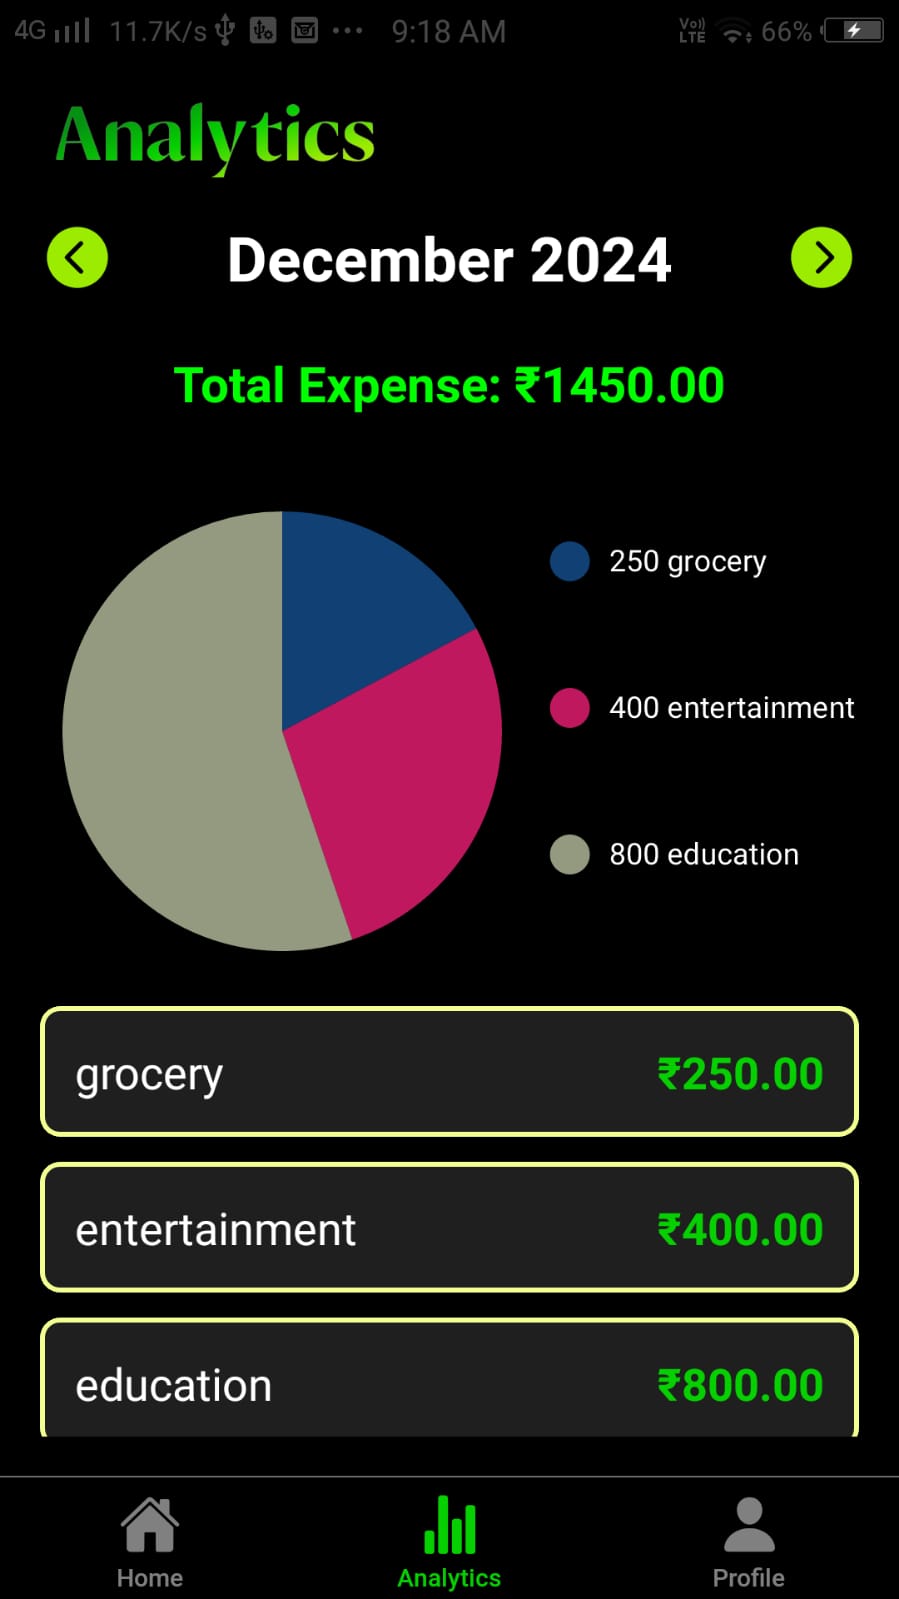 4G 11.7K/s ... 9:18 AM Vo)) LTE 66%
Analytics
December 2024
Total Expense: ₹1450.00
250 grocery
400 entertainment
800 education
grocery ₹250.00
entertainment ₹400.00
education ₹800.00
Home Analytics Profile